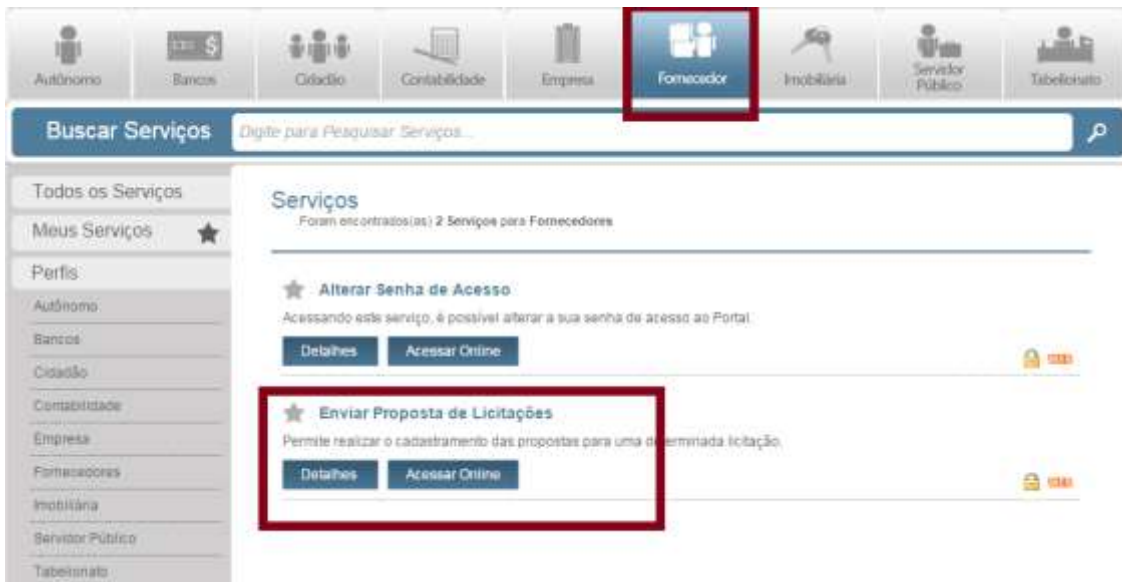 Autônomo
Bancos
Cidadão
Contabilidade
Empresa
Fornecedor
Imobiliária
Servidor
Público
Tabelionato
Buscar Serviços
Digite para Pesquisar Serviços...
Todos os Serviços
Meus Serviços
Perfis
Autônomo
Bancos
Cidadão
Contabilidade
Empresa
Fornecedores
Imobiliária
Servidor Público
Tabelionato
Serviços
Foram encontrados(as) 2 Serviços para Fornecedores
Alterar Senha de Acesso
Acessando este serviço, é possível alterar a sua senha de acesso ao Portal.
Detalhes
Acessar Online
Enviar Proposta de Licitações
Permite realizar o cadastramento das propostas para uma determinada licitação.
Detalhes
Acessar Online